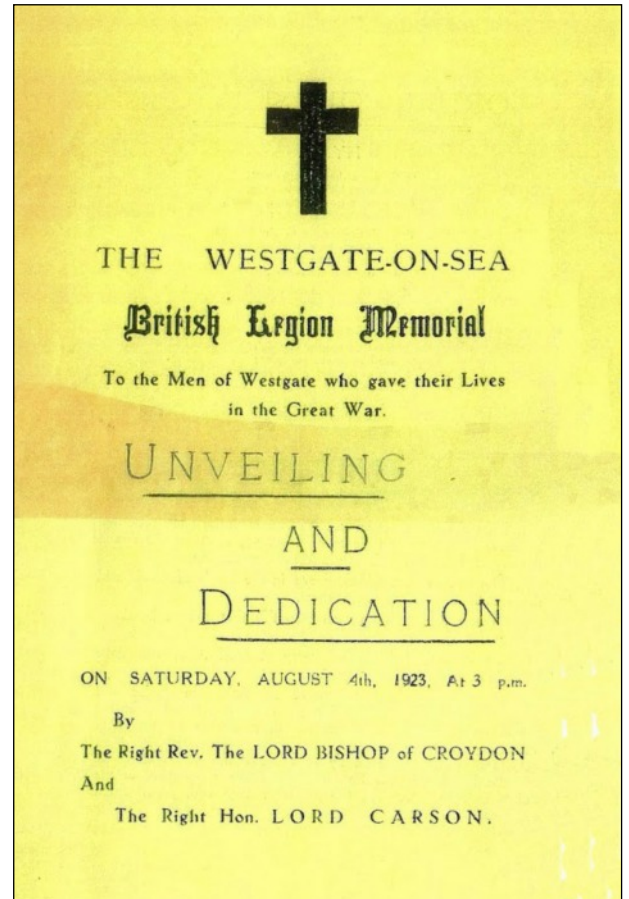 THE WESTGATE-ON-SEA
British Legion Memorial
To the Men of Westgate who gave their Lives
in the Great War.
UNVEILING
AND
DEDICATION
ON SATURDAY, AUGUST 4th, 1923, At 3 p.m.
By
The Right Rev. The LORD BISHOP of CROYDON
And
The Right Hon. LORD CARSON.